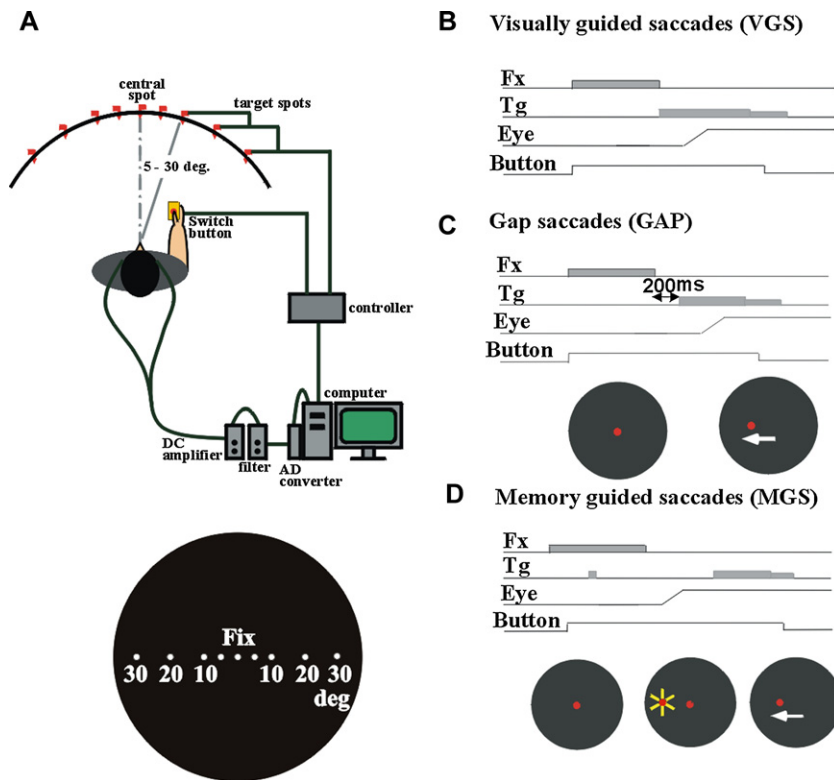 A
central
spot
target spots
5 - 30 deg.
Switch
button
controller
computer
DC
amplifier
filter
AD
converter
Fix
30 20 10 10 20 30
deg
B Visually guided saccades (VGS)
Fx
Tg
Eye
Button
C Gap saccades (GAP)
Fx
200ms
Tg
Eye
Button
D Memory guided saccades (MGS)
Fx
Tg
Eye
Button